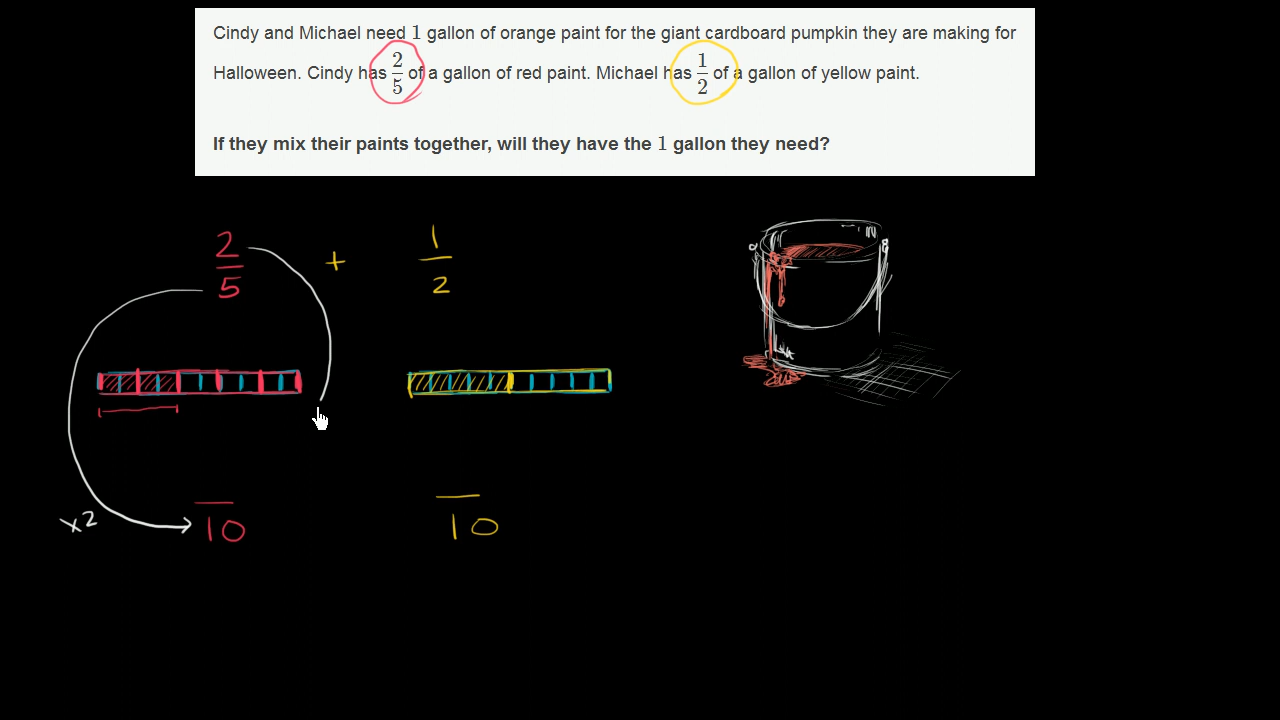 Cindy and Michael need 1 gallon of orange paint for the giant cardboard pumpkin they are making for
Halloween. Cindy has 2/5 of a gallon of red paint. Michael has 1/2 of a gallon of yellow paint.
If they mix their paints together, will they have the 1 gallon they need?
2/5 + 1/2
×2
/10 /10